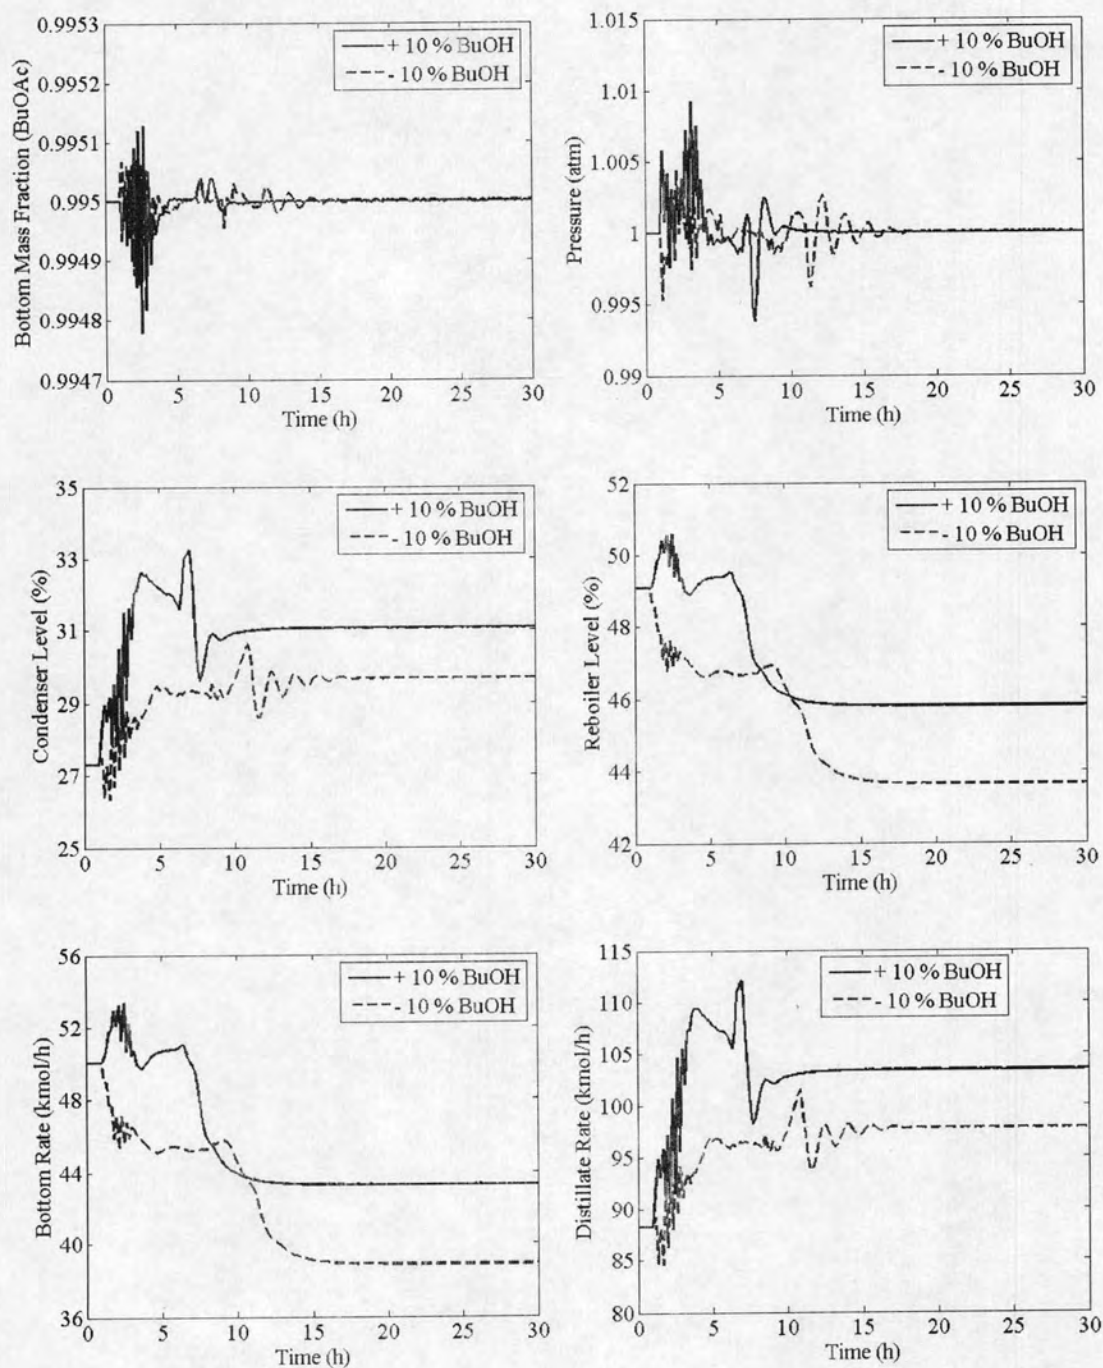 0.9953
0.9952
0.9951
0.995
0.9949
0.9948
0.9947
Bottom Mass Fraction (BuOAc)
+ 10 % BuOH
- 10 % BuOH
0 5 10 15 20 25 30
Time (h)
1.015
1.01
1.005
1
0.995
0.99
Pressure (atm)
+ 10 % BuOH
- 10 % BuOH
0 5 10 15 20 25 30
Time (h)
35
33
31
29
27
25
Condenser Level (%)
+ 10 % BuOH
- 10 % BuOH
0 5 10 15 20 25 30
Time (h)
52
50
48
46
44
42
Reboiler Level (%)
+ 10 % BuOH
- 10 % BuOH
0 5 10 15 20 25 30
Time (h)
56
52
48
44
40
36
Bottom Rate (kmol/h)
+ 10 % BuOH
- 10 % BuOH
0 5 10 15 20 25 30
Time (h)
115
110
105
100
95
90
85
80
Distillate Rate (kmol/h)
+ 10 % BuOH
- 10 % BuOH
0 5 10 15 20 25 30
Time (h)